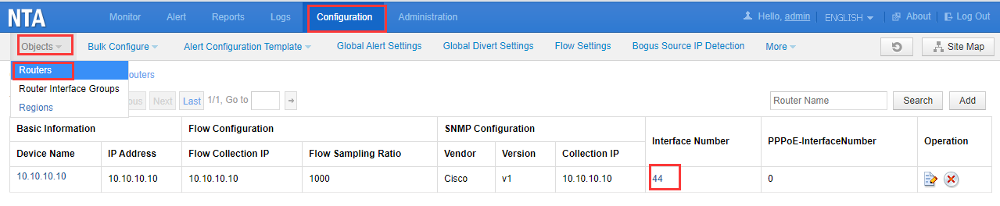 NTA Monitor Alert Reports Logs Configuration Administration Hello, admin ENGLISH About Log Out
Objects Bulk Configure Alert Configuration Template Global Alert Settings Global Divert Settings Flow Settings Bogus Source IP Detection More Site Map
Routers
outers
Router Interface Groups
Regions
ous Next Last 1/1, Go to Router Name Search Add
Basic Information Flow Configuration SNMP Configuration Interface Number PPPoE-InterfaceNumber Operation
Device Name IP Address Flow Collection IP Flow Sampling Ratio Vendor Version Collection IP
10.10.10.10 10.10.10.10 10.10.10.10 1000 Cisco v1 10.10.10.10 44 0